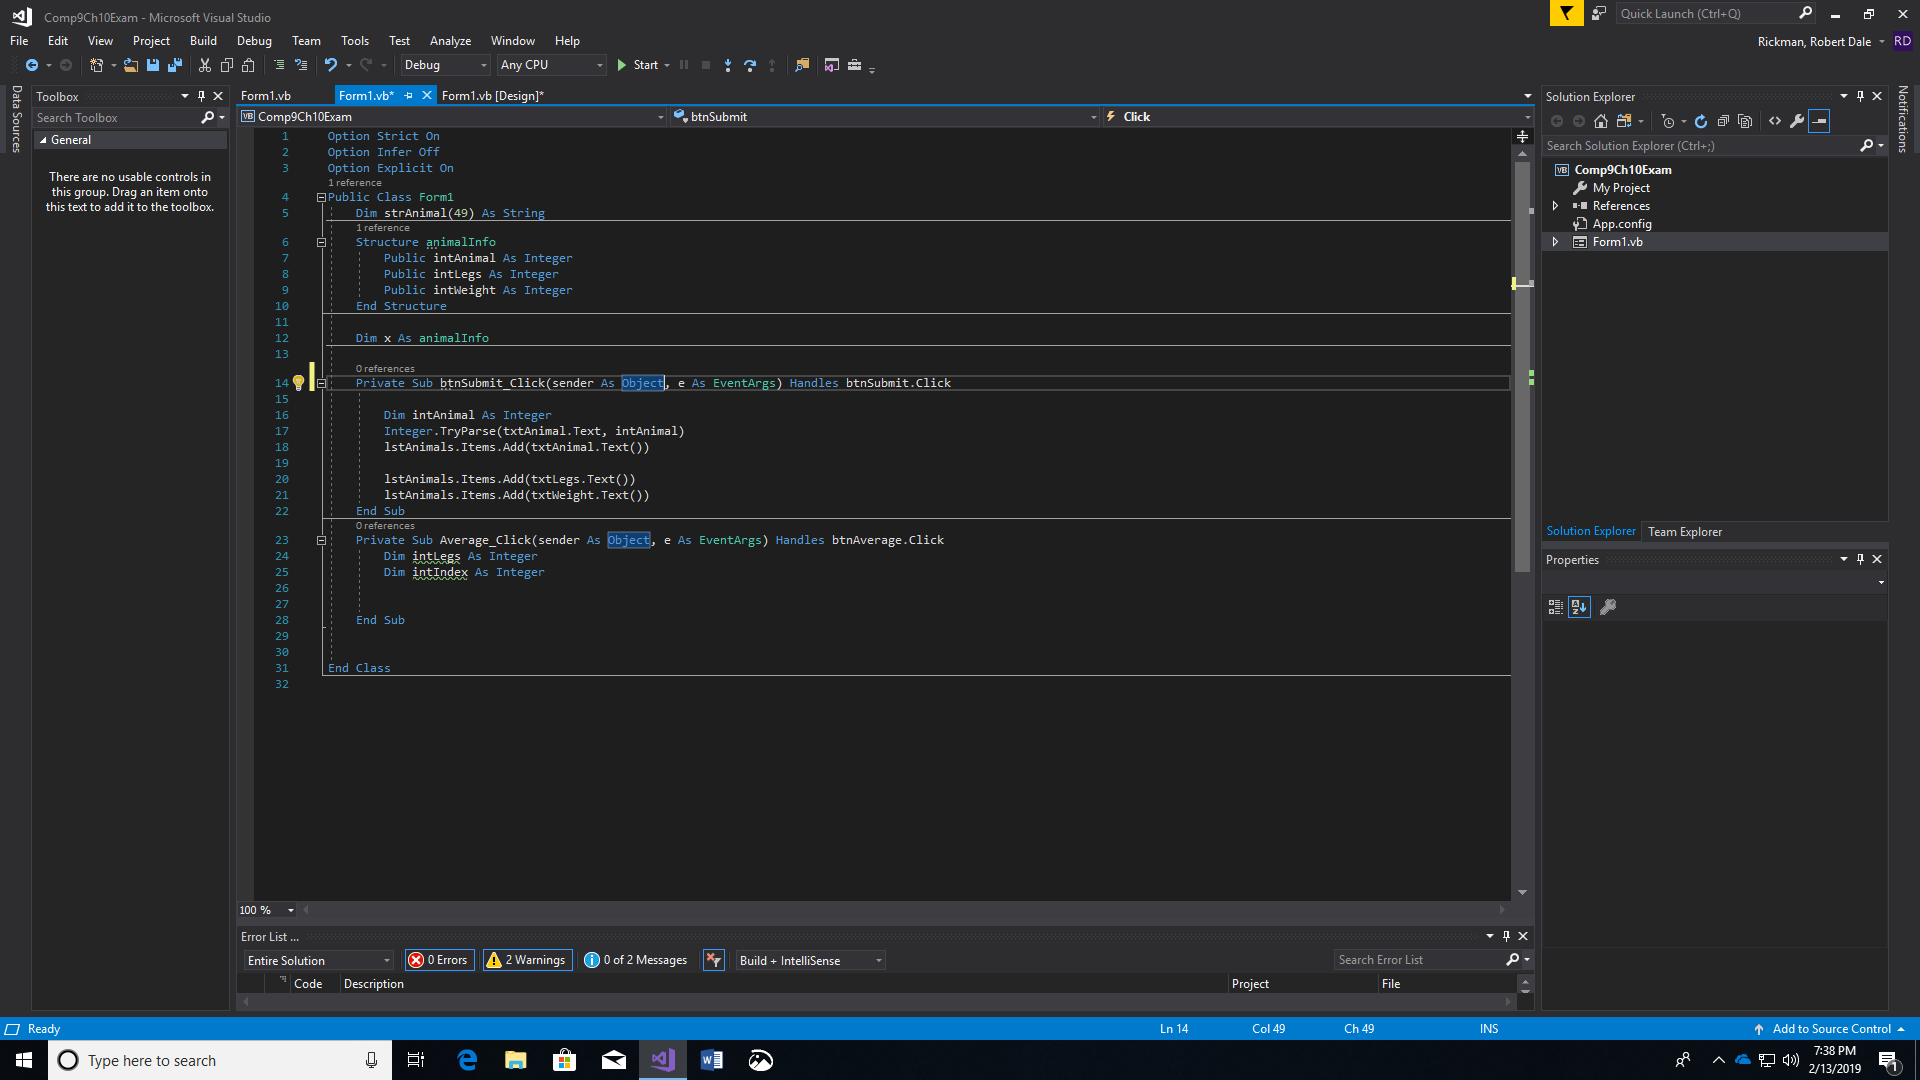 Comp9Ch10Exam - Microsoft Visual Studio
Quick Launch (Ctrl+Q)
File Edit View Project Build Debug Team Tools Test Analyze Window Help
Rickman, Robert Dale RD
Debug Any CPU Start
Data Sources
Toolbox
Search Toolbox
General
There are no usable controls in
this group. Drag an item onto
this text to add it to the toolbox.
Form1.vb Form1.vb* Form1.vb [Design]*
VB Comp9Ch10Exam btnSubmit Click
1 Option Strict On
2 Option Infer Off
3 Option Explicit On
1 reference
4 Public Class Form1
5 Dim strAnimal(49) As String
1 reference
6 Structure animalInfo
7 Public intAnimal As Integer
8 Public intLegs As Integer
9 Public intWeight As Integer
10 End Structure
11
12 Dim x As animalInfo
13
0 references
14 Private Sub btnSubmit_Click(sender As Object, e As EventArgs) Handles btnSubmit.Click
15
16 Dim intAnimal As Integer
17 Integer.TryParse(txtAnimal.Text, intAnimal)
18 lstAnimals.Items.Add(txtAnimal.Text())
19
20 lstAnimals.Items.Add(txtLegs.Text())
21 lstAnimals.Items.Add(txtWeight.Text())
22 End Sub
0 references
23 Private Sub Average_Click(sender As Object, e As EventArgs) Handles btnAverage.Click
24 Dim intLegs As Integer
25 Dim intIndex As Integer
26
27
28 End Sub
29
30
31 End Class
32
100 %
Error List ...
Entire Solution 0 Errors 2 Warnings 0 of 2 Messages Build + IntelliSense Search Error List
Code Description Project File
Solution Explorer
Search Solution Explorer (Ctrl+;)
VB Comp9Ch10Exam
My Project
References
App.config
Form1.vb
Solution Explorer Team Explorer
Properties
Notifications
Ready Ln 14 Col 49 Ch 49 INS Add to Source Control
Type here to search
7:38 PM
2/13/2019
1